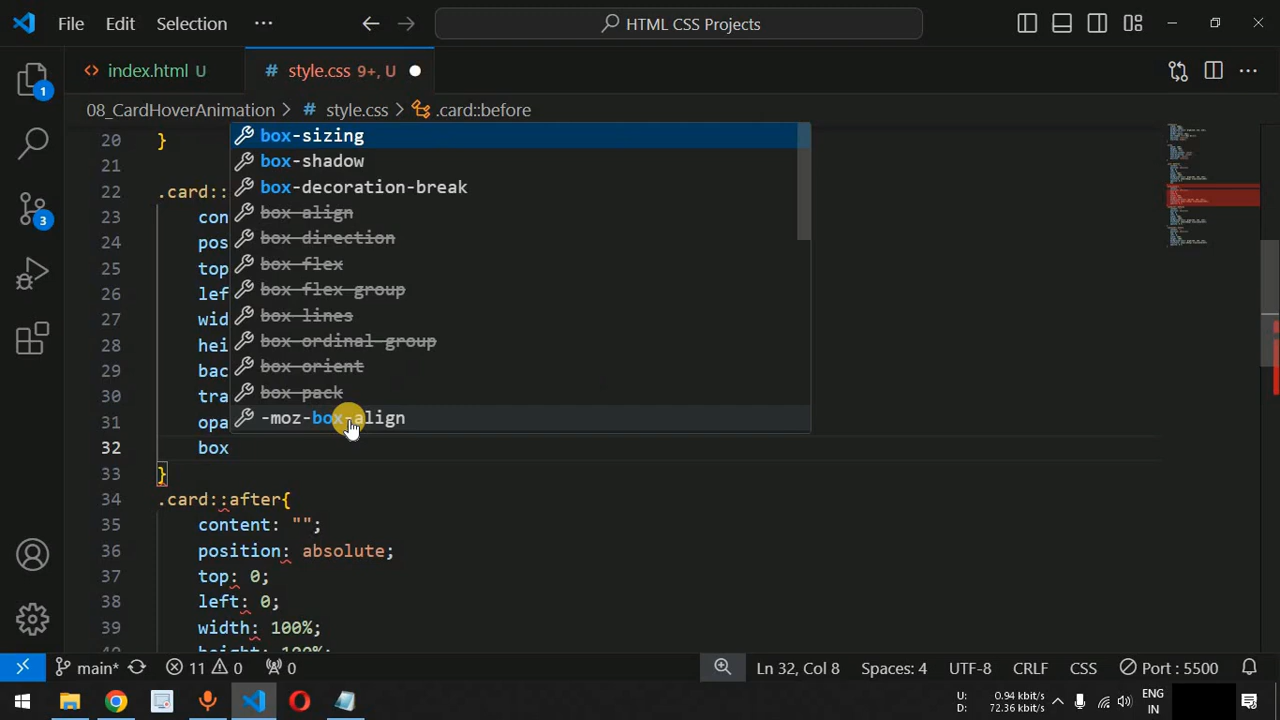 File Edit Selection ··· HTML CSS Projects
index.html U # style.css 9+, U
08_CardHoverAnimation > # style.css > .card::before
20 }
21
22 .card::
23 con
24 pos
25 top
26 lef
27 wid
28 hei
29 bac
30 tra
31 opa
32 box
33 }
34 .card::after{
35 content: "";
36 position: absolute;
37 top: 0;
38 left: 0;
39 width: 100%;
height: 100%;
box-sizing
box-shadow
box-decoration-break
box-align
box-direction
box-flex
box-flex-group
box-lines
box-ordinal-group
box-orient
box-pack
-moz-box-align
1
3
main* 11 0 0 Ln 32, Col 8 Spaces: 4 UTF-8 CRLF CSS Port : 5500
U: 0.94 kbit/s
D: 72.36 kbit/s
ENG
IN